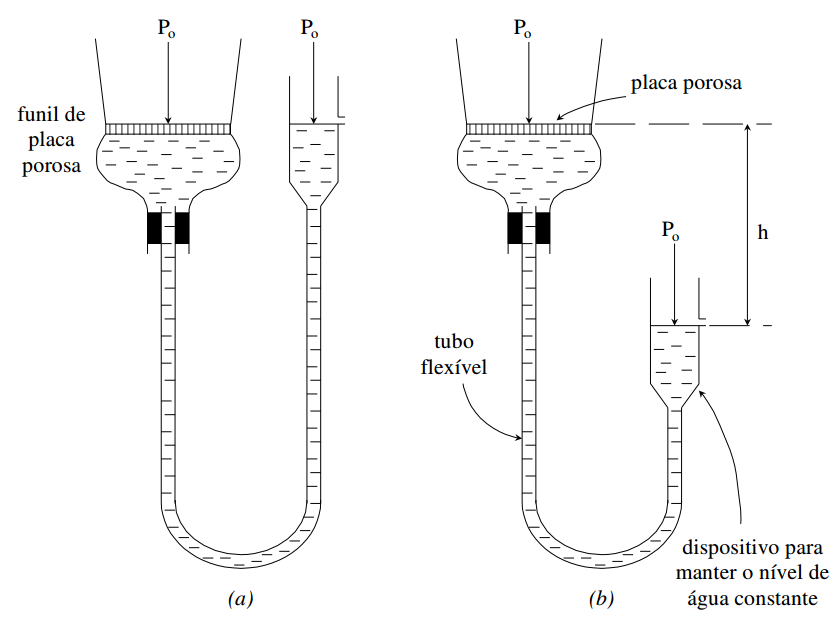 Po
Po
funil de
placa
porosa
(a)
Po
placa porosa
Po
h
tubo
flexível
dispositivo para
manter o nível de
água constante
(b)